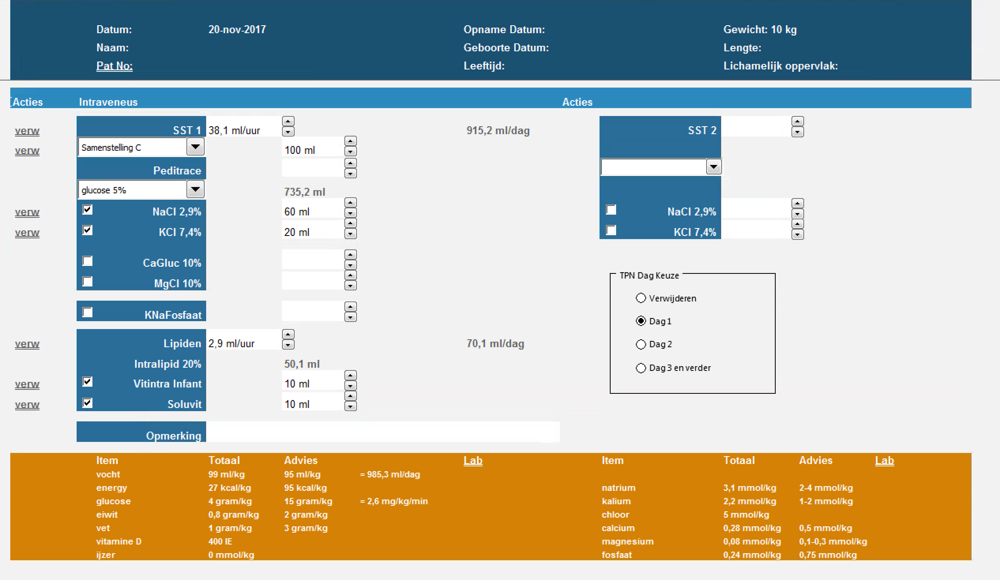 Datum: 20-nov-2017 Opname Datum: Gewicht: 10 kg
Naam: Geboorte Datum: Lengte:
Pat No: Leeftijd: Lichamelijk oppervlak:
Acties Intraveneus Acties
verw SST 1 38,1 ml/uur 915,2 ml/dag SST 2
verw Samenstelling C 100 ml
Peditrace
glucose 5% 735,2 ml
verw NaCl 2,9% 60 ml NaCl 2,9%
verw KCl 7,4% 20 ml KCl 7,4%
CaGluc 10%
MgCl 10%
KNaFosfaat
TPN Dag Keuze
Verwijderen
Dag 1
Dag 2
Dag 3 en verder
verw Lipiden 2,9 ml/uur 70,1 ml/dag
Intralipid 20% 50,1 ml
verw Vitintra Infant 10 ml
verw Soluvit 10 ml
Opmerking
Item Totaal Advies Lab Item Totaal Advies Lab
vocht 99 ml/kg 95 ml/kg = 985,3 ml/dag
energy 27 kcal/kg 95 kcal/kg natrium 3,1 mmol/kg 2-4 mmol/kg
glucose 4 gram/kg 15 gram/kg = 2,6 mg/kg/min kalium 2,2 mmol/kg 1-2 mmol/kg
eiwit 0,8 gram/kg 2 gram/kg chloor 5 mmol/kg
vet 1 gram/kg 3 gram/kg calcium 0,28 mmol/kg 0,5 mmol/kg
vitamine D 400 IE magnesium 0,08 mmol/kg 0,1-0,3 mmol/kg
ijzer 0 mmol/kg fosfaat 0,24 mmol/kg 0,75 mmol/kg